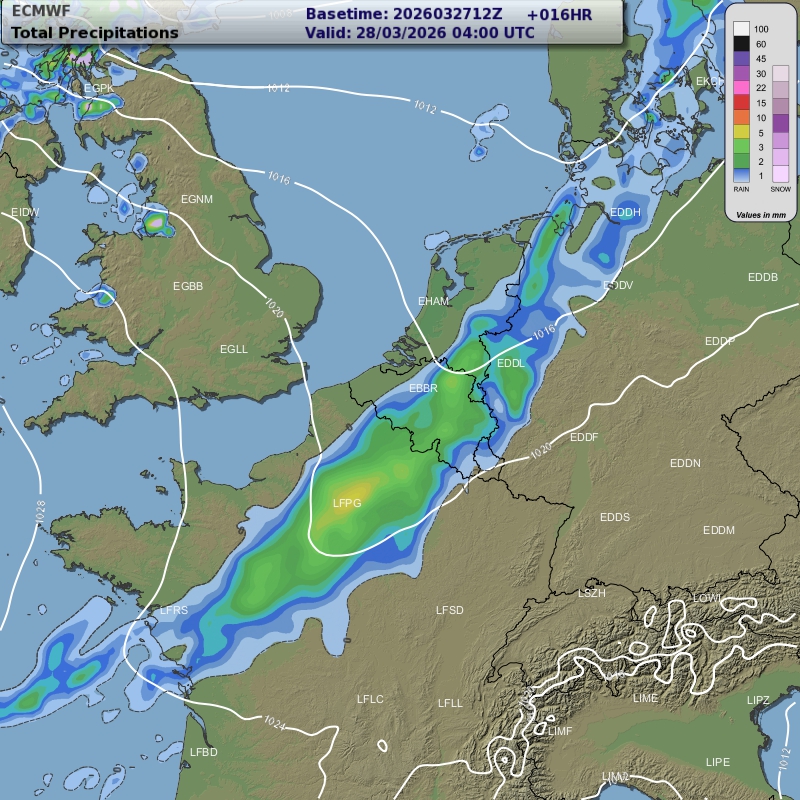 ECMWF
Basetime: 2026032712Z +016HR
Total Precipitations
Valid: 28/03/2026 04:00 UTC
100
60
45
30
22
15
10
5
3
2
1
RAIN SNOW
Values in mm
EGPK
1012
1012
1016
EGNM
EIDW
EDDH
EGBB
EDDV
EDDB
EHAM
1020
1016
EGLL
EDDP
EDDL
EBBR
EDDF
1020
EDDN
LFPG
1028
EDDS
EDDM
LSZH
LOWI
LFRS
LFSD
LFLC
LFLL
LIME
LIPZ
1024
LIMF
LFBD
1012
LIPE